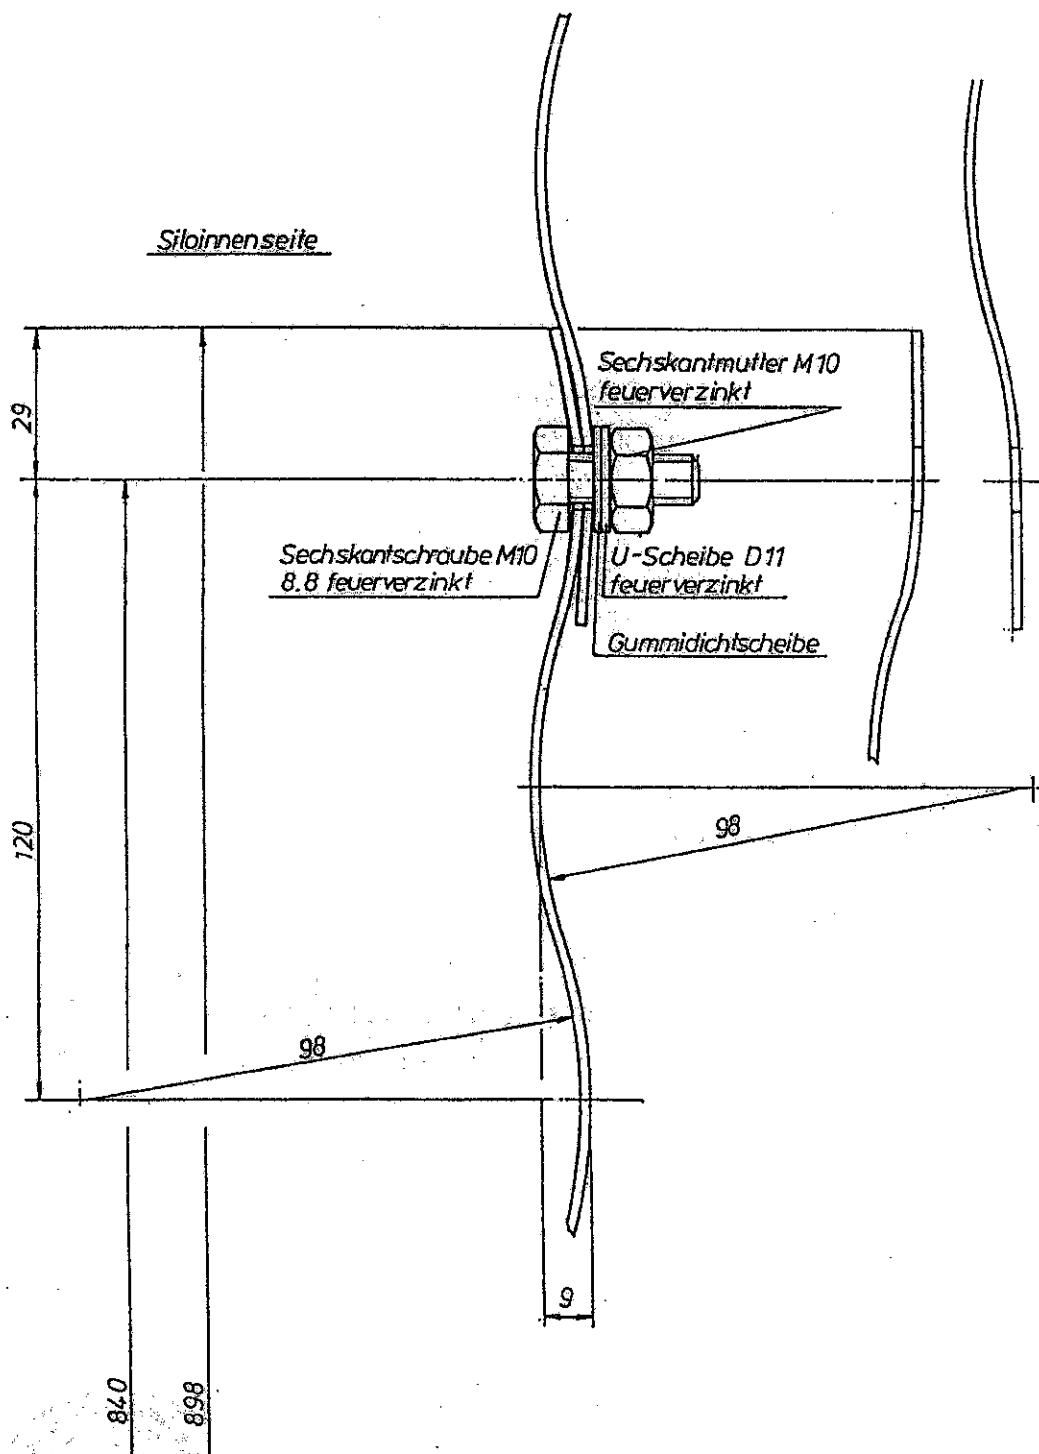 Siloinnenseite
Sechskantmutter M10
feuerverzinkt
29
Sechskantschraube M10
8.8 feuerverzinkt
U-Scheibe D11
feuerverzinkt
Gummidichtscheibe
120
98
98
9
840
898